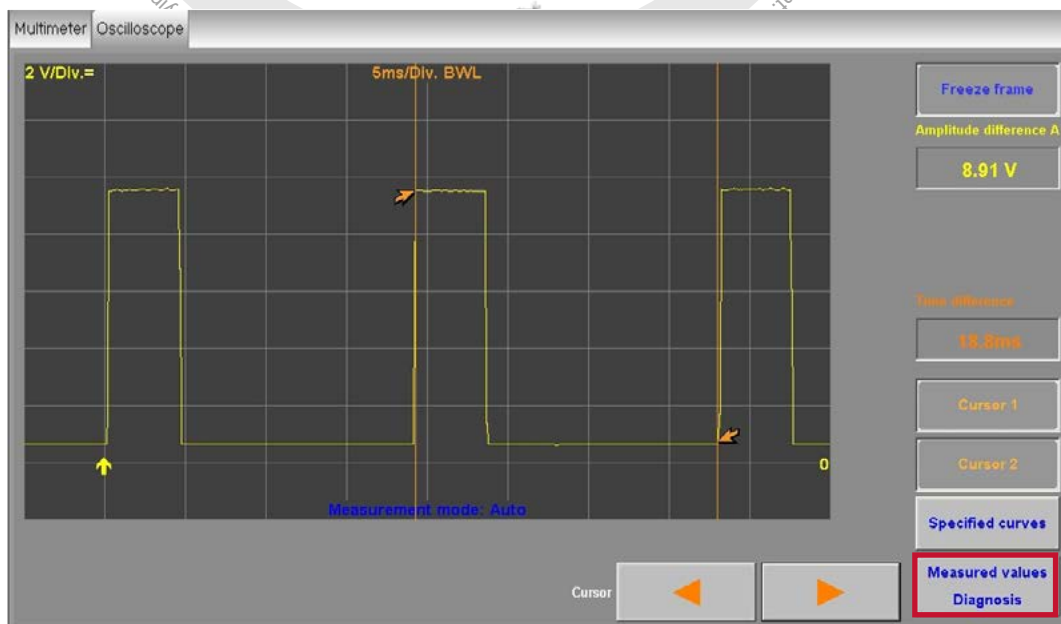 Multimeter Oscilloscope
2 V/Div.=
5ms/Div. BWL
Freeze frame
Amplitude difference A
8.91 V
Time difference
18.8ms
Cursor 1
Cursor 2
0
Measurement mode: Auto
Specified curves
Cursor
Measured values
Diagnosis